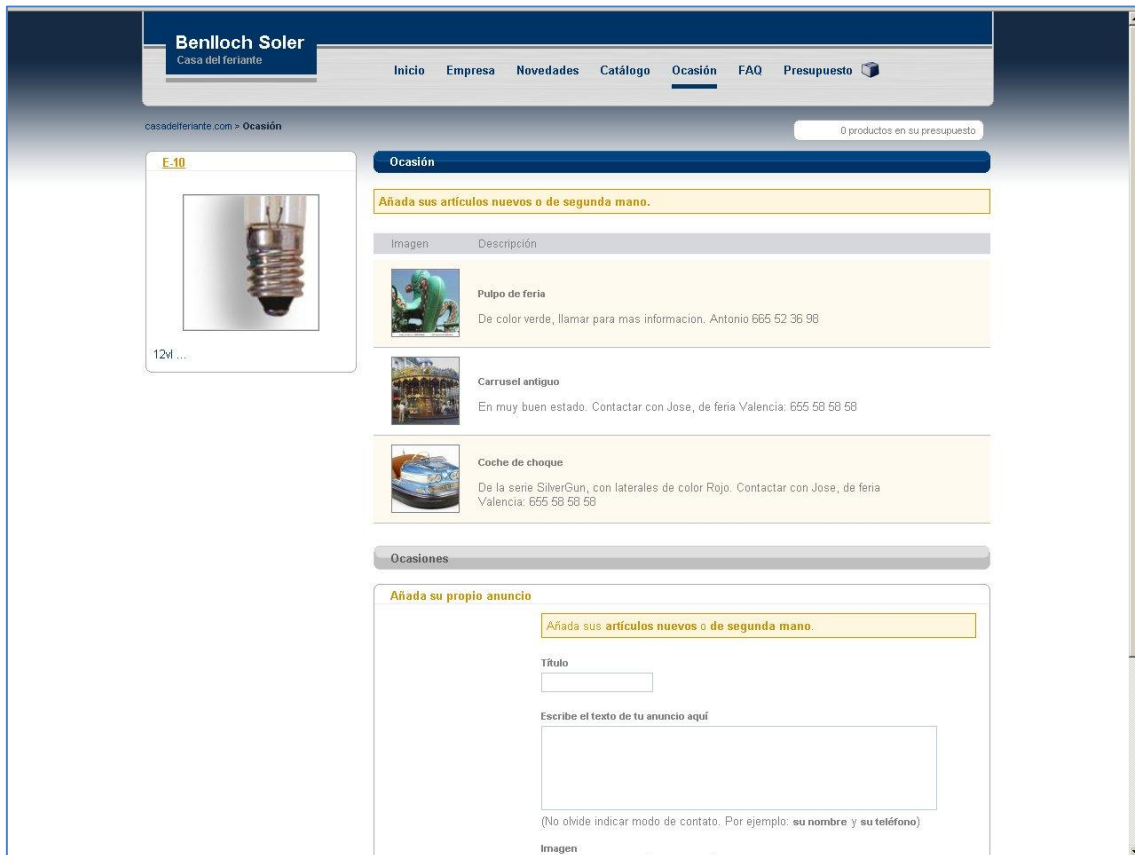 Benlloch Soler
Casa del feriante
Inicio Empresa Novedades Catálogo Ocasión FAQ Presupuesto
casadelferiante.com > Ocasión
0 productos en su presupuesto
E-10
12vl ...
Ocasión
Añada sus artículos nuevos o de segunda mano.
Imagen Descripción
Pulpo de feria
De color verde, llamar para mas informacion. Antonio 665 52 36 98
Carrusel antiguo
En muy buen estado. Contactar con Jose, de feria Valencia: 655 58 58 58
Coche de choque
De la serie SilverGun, con laterales de color Rojo. Contactar con Jose, de feria
Valencia: 655 58 58 58
Ocasiones
Añada su propio anuncio
Añada sus artículos nuevos o de segunda mano.
Título
Escribe el texto de tu anuncio aquí
(No olvide indicar modo de contato. Por ejemplo: su nombre y su teléfono)
Imagen